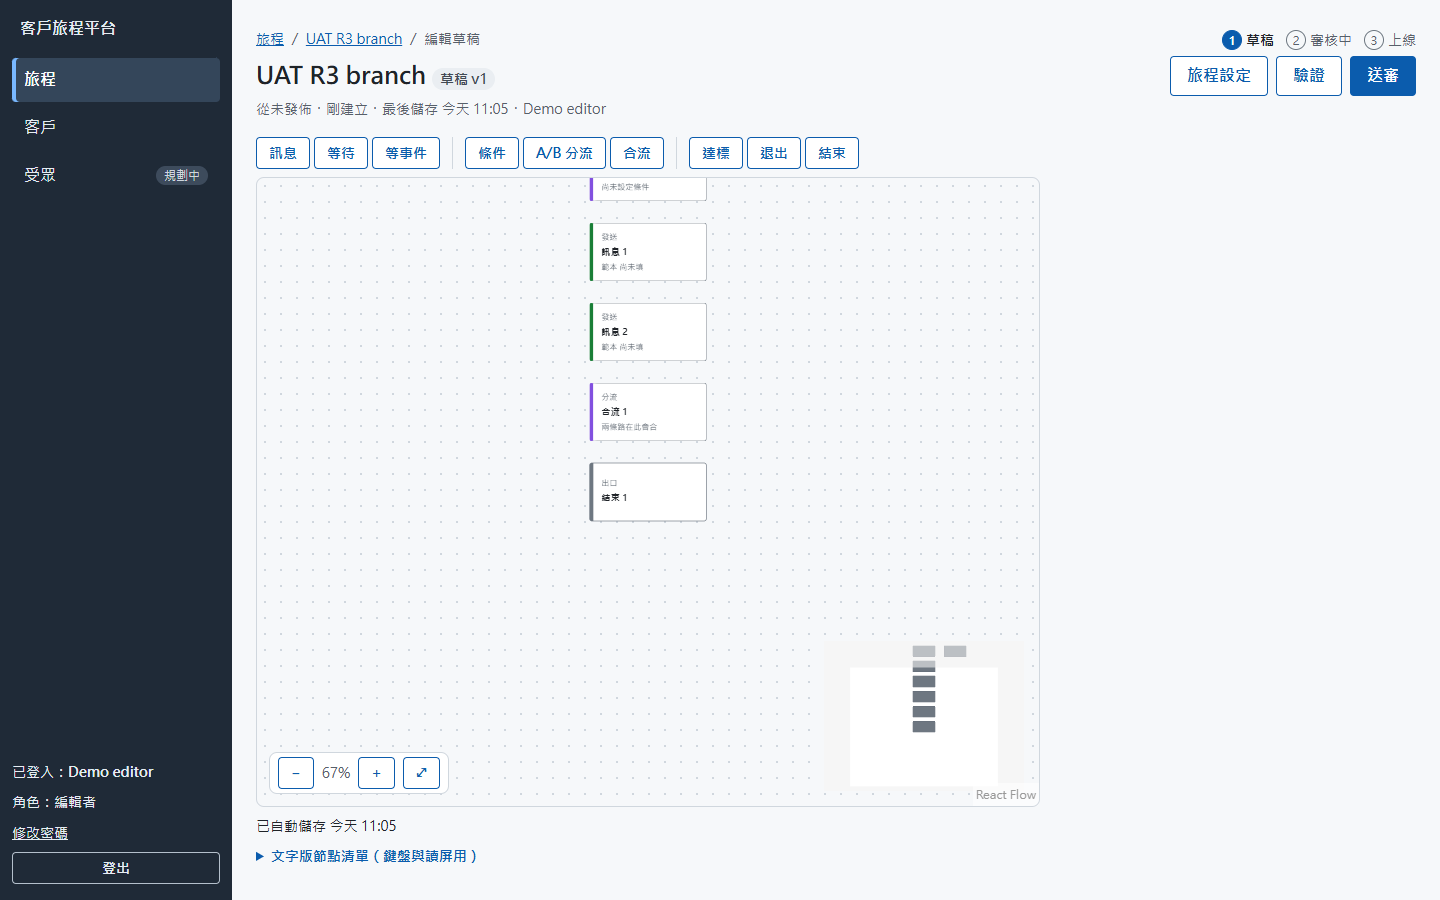 客戶旅程平台
旅程
客戶
受眾 規劃中
已登入：Demo editor
角色：編輯者
修改密碼
登出
旅程 / UAT R3 branch / 編輯草稿
1 草稿 2 審核中 3 上線
UAT R3 branch 草稿 v1
旅程設定 驗證 送審
從未發佈・剛建立・最後儲存 今天 11:05・Demo editor
訊息 等待 等事件 條件 A/B 分流 合流 達標 退出 結束
尚未設定條件
發送
訊息 1
範本 尚未填
發送
訊息 2
範本 尚未填
分流
合流 1
兩條路在此會合
出口
結束 1
− 67% +
React Flow
已自動儲存 今天 11:05
▶ 文字版節點清單（鍵盤與讀屏用）